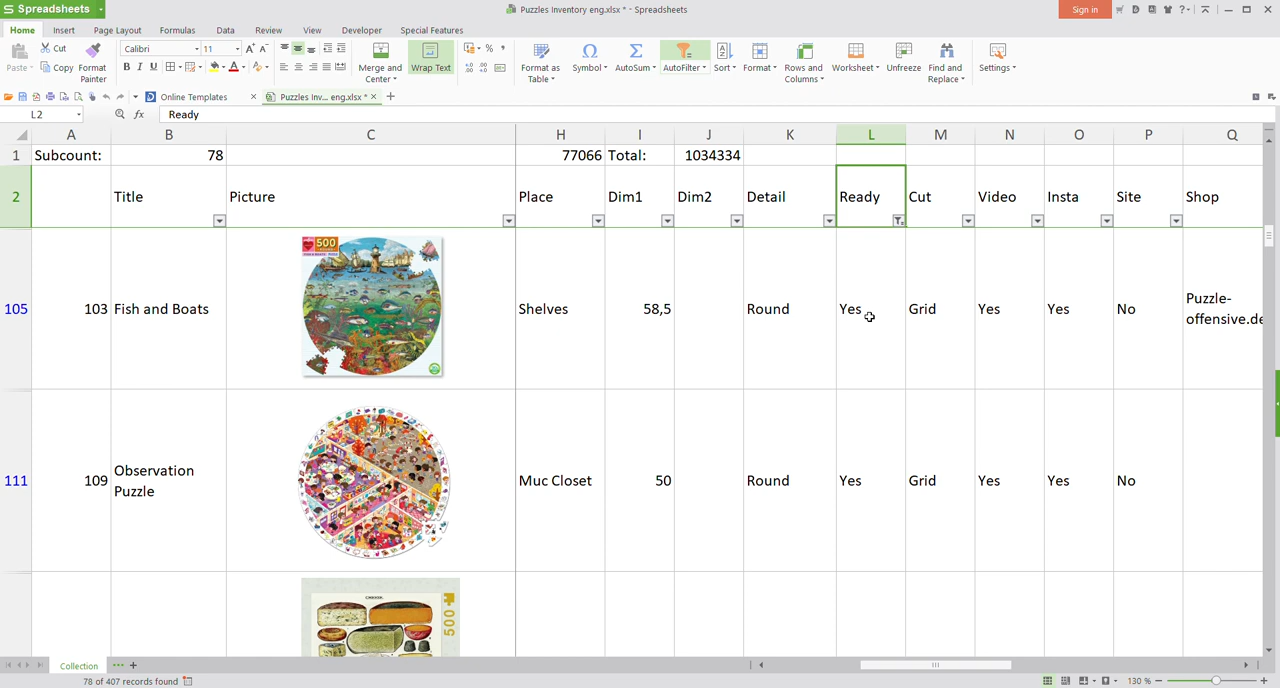 Spreadsheets
Puzzles Inventory eng.xlsx * - Spreadsheets
Sign in
Home Insert Page Layout Formulas Data Review View Developer Special Features
Paste Cut Copy Format Painter
Calibri 11
B I U A
Merge and Center Wrap Text
Format as Table Symbol AutoSum AutoFilter Sort Format Rows and Columns Worksheet Unfreeze Find and Replace Settings
Online Templates Puzzles Inv... eng.xlsx *
L2 fx Ready
A B C H I J K L M N O P Q
1 Subcount: 78 77066 Total: 1034334
2 Title Picture Place Dim1 Dim2 Detail Ready Cut Video Insta Site Shop
500
105 103 Fish and Boats Shelves 58,5 Round Yes Grid Yes Yes No Puzzle-
offensive.de
111 109 Observation Puzzle Muc Closet 50 Round Yes Grid Yes Yes No
500
Collection
78 of 407 records found
130 %